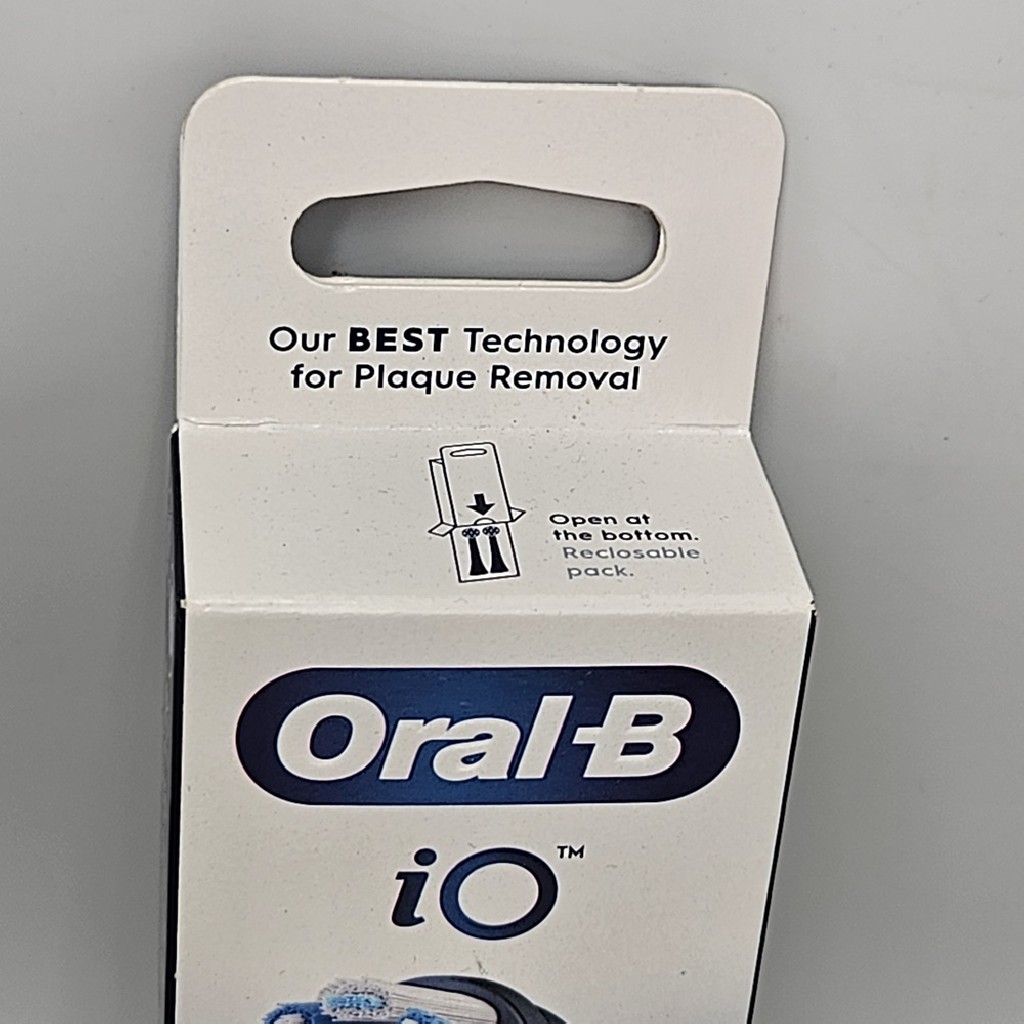 Our BEST Technology
for Plaque Removal
Open at
the bottom.
Reclosable
pack.
Oral-B
iO™